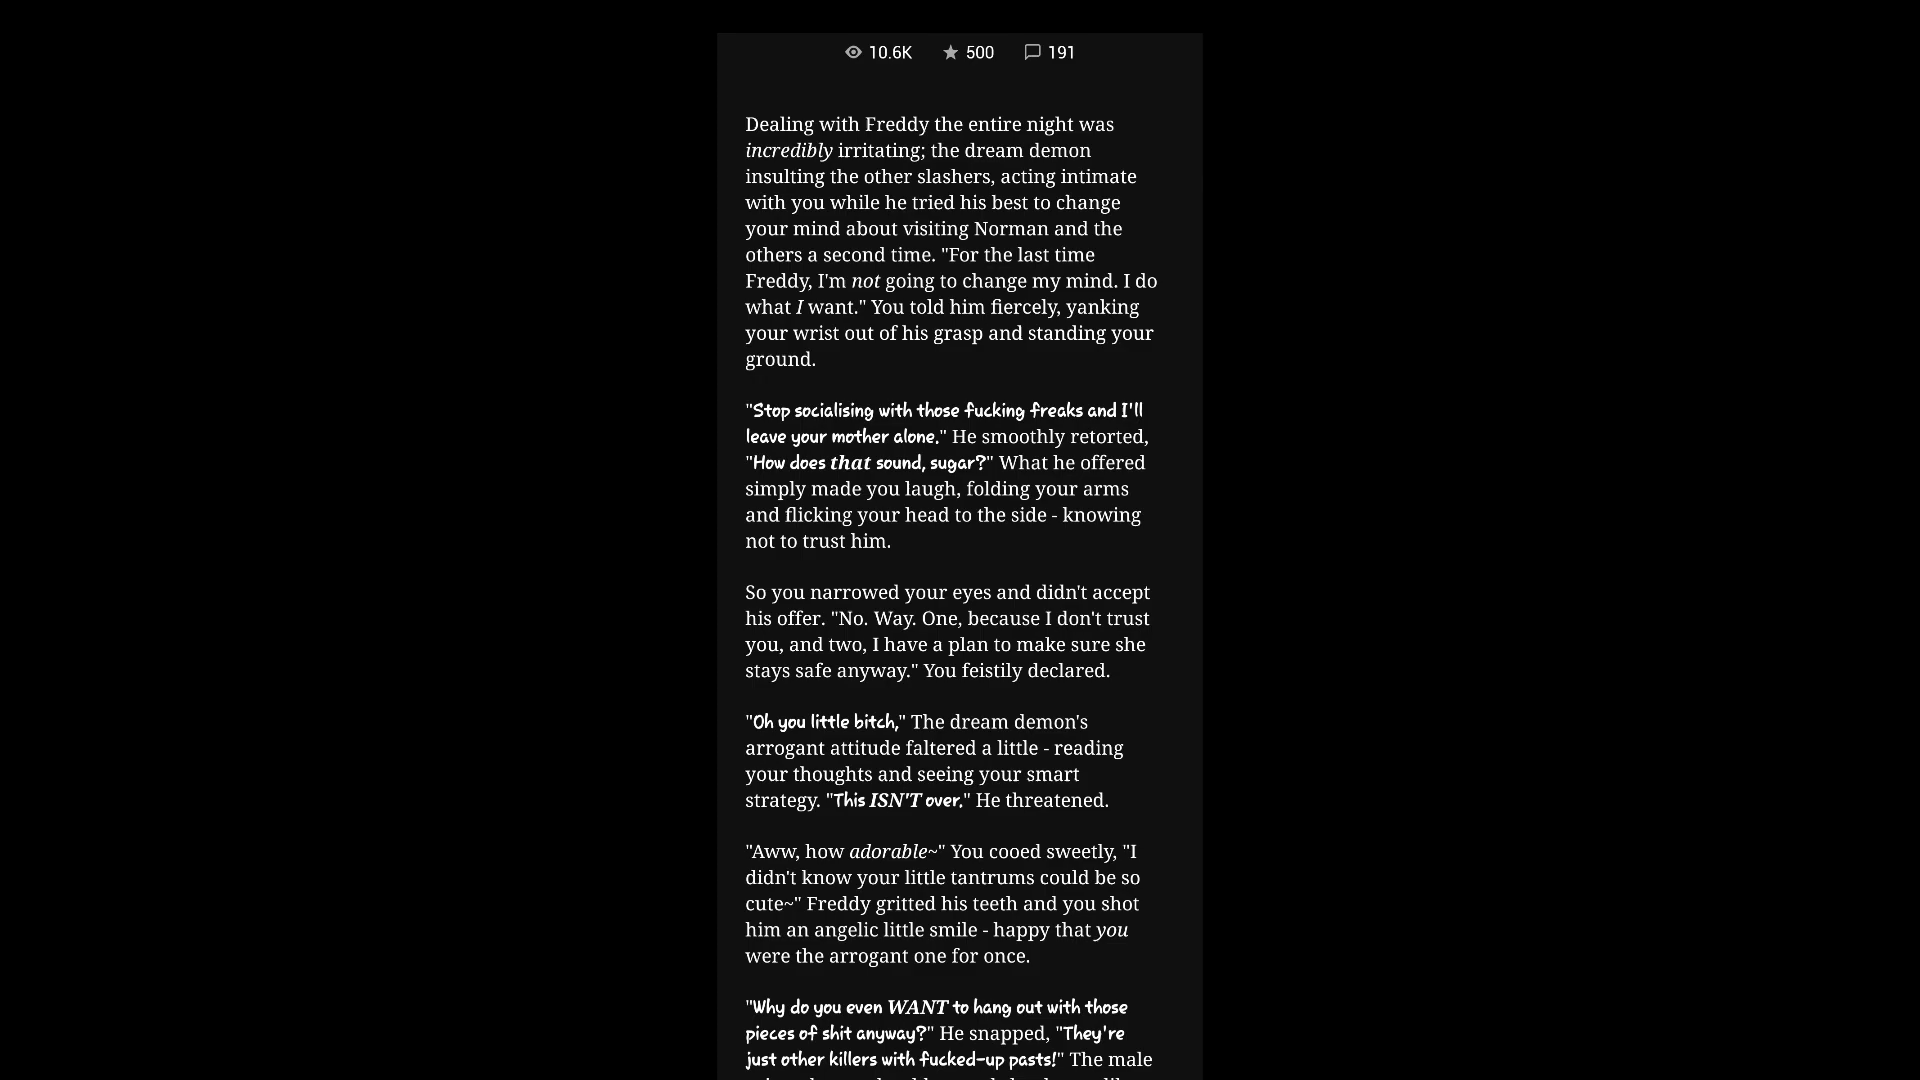 10.6K 500 191
Dealing with Freddy the entire night was
incredibly irritating; the dream demon
insulting the other slashers, acting intimate
with you while he tried his best to change
your mind about visiting Norman and the
others a second time. "For the last time
Freddy, I'm not going to change my mind. I do
what I want." You told him fiercely, yanking
your wrist out of his grasp and standing your
ground.
"Stop socialising with those fucking freaks and I'll
leave your mother alone." He smoothly retorted,
"How does that sound, sugar?" What he offered
simply made you laugh, folding your arms
and flicking your head to the side - knowing
not to trust him.
So you narrowed your eyes and didn't accept
his offer. "No. Way. One, because I don't trust
you, and two, I have a plan to make sure she
stays safe anyway." You feistily declared.
"Oh you little bitch," The dream demon's
arrogant attitude faltered a little - reading
your thoughts and seeing your smart
strategy. "This ISN'T over." He threatened.
"Aww, how adorable~" You cooed sweetly, "I
didn't know your little tantrums could be so
cute~" Freddy gritted his teeth and you shot
him an angelic little smile - happy that you
were the arrogant one for once.
"Why do you even WANT to hang out with those
pieces of shit anyway?" He snapped, "They're
just other killers with fucked-up pasts!" The male